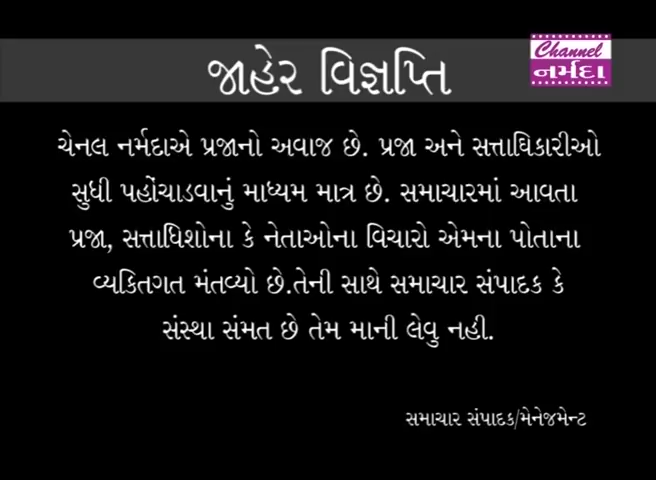 Channel
નર્મદા
જાહેર વિજ્ઞપ્તિ
ચેનલ નર્મદાએ પ્રજાનો અવાજ છે. પ્રજા અને સત્તાધિકારીઓ
સુધી પહોંચાડવાનું માધ્યમ માત્ર છે. સમાચારમાં આવતા
પ્રજા, સત્તાધિશોના કે નેતાઓના વિચારો એમના પોતાના
વ્યકિતગત મંતવ્યો છે.તેની સાથે સમાચાર સંપાદક કે
સંસ્થા સંમત છે તેમ માની લેવુ નહી.
સમાચાર સંપાદક/મેનેજમેન્ટ